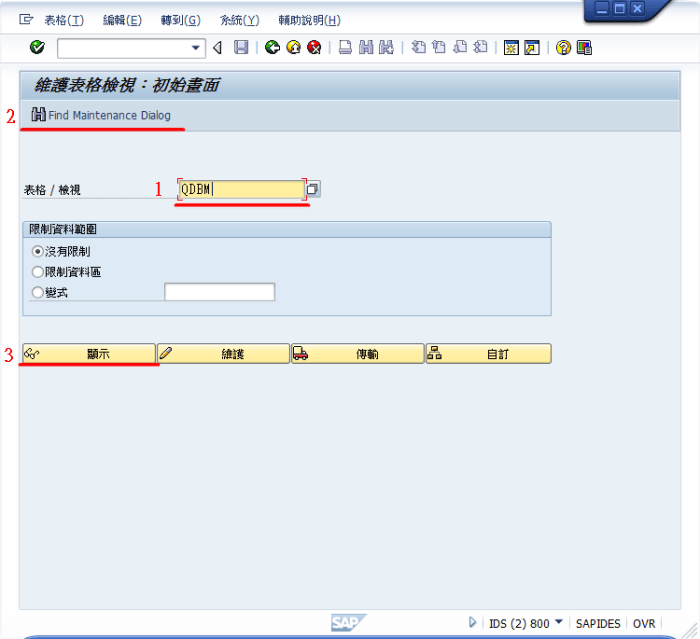 表格(T) 編輯(E) 轉到(G) 系統(Y) 輔助說明(H)
維護表格檢視：初始畫面
2 Find Maintenance Dialog
表格 / 檢視 1 QDBM
限制資料範圍
沒有限制
限制資料區
變式
3 顯示 維護 傳輸 自訂
SAP IDS (2) 800 SAPIDES OVR